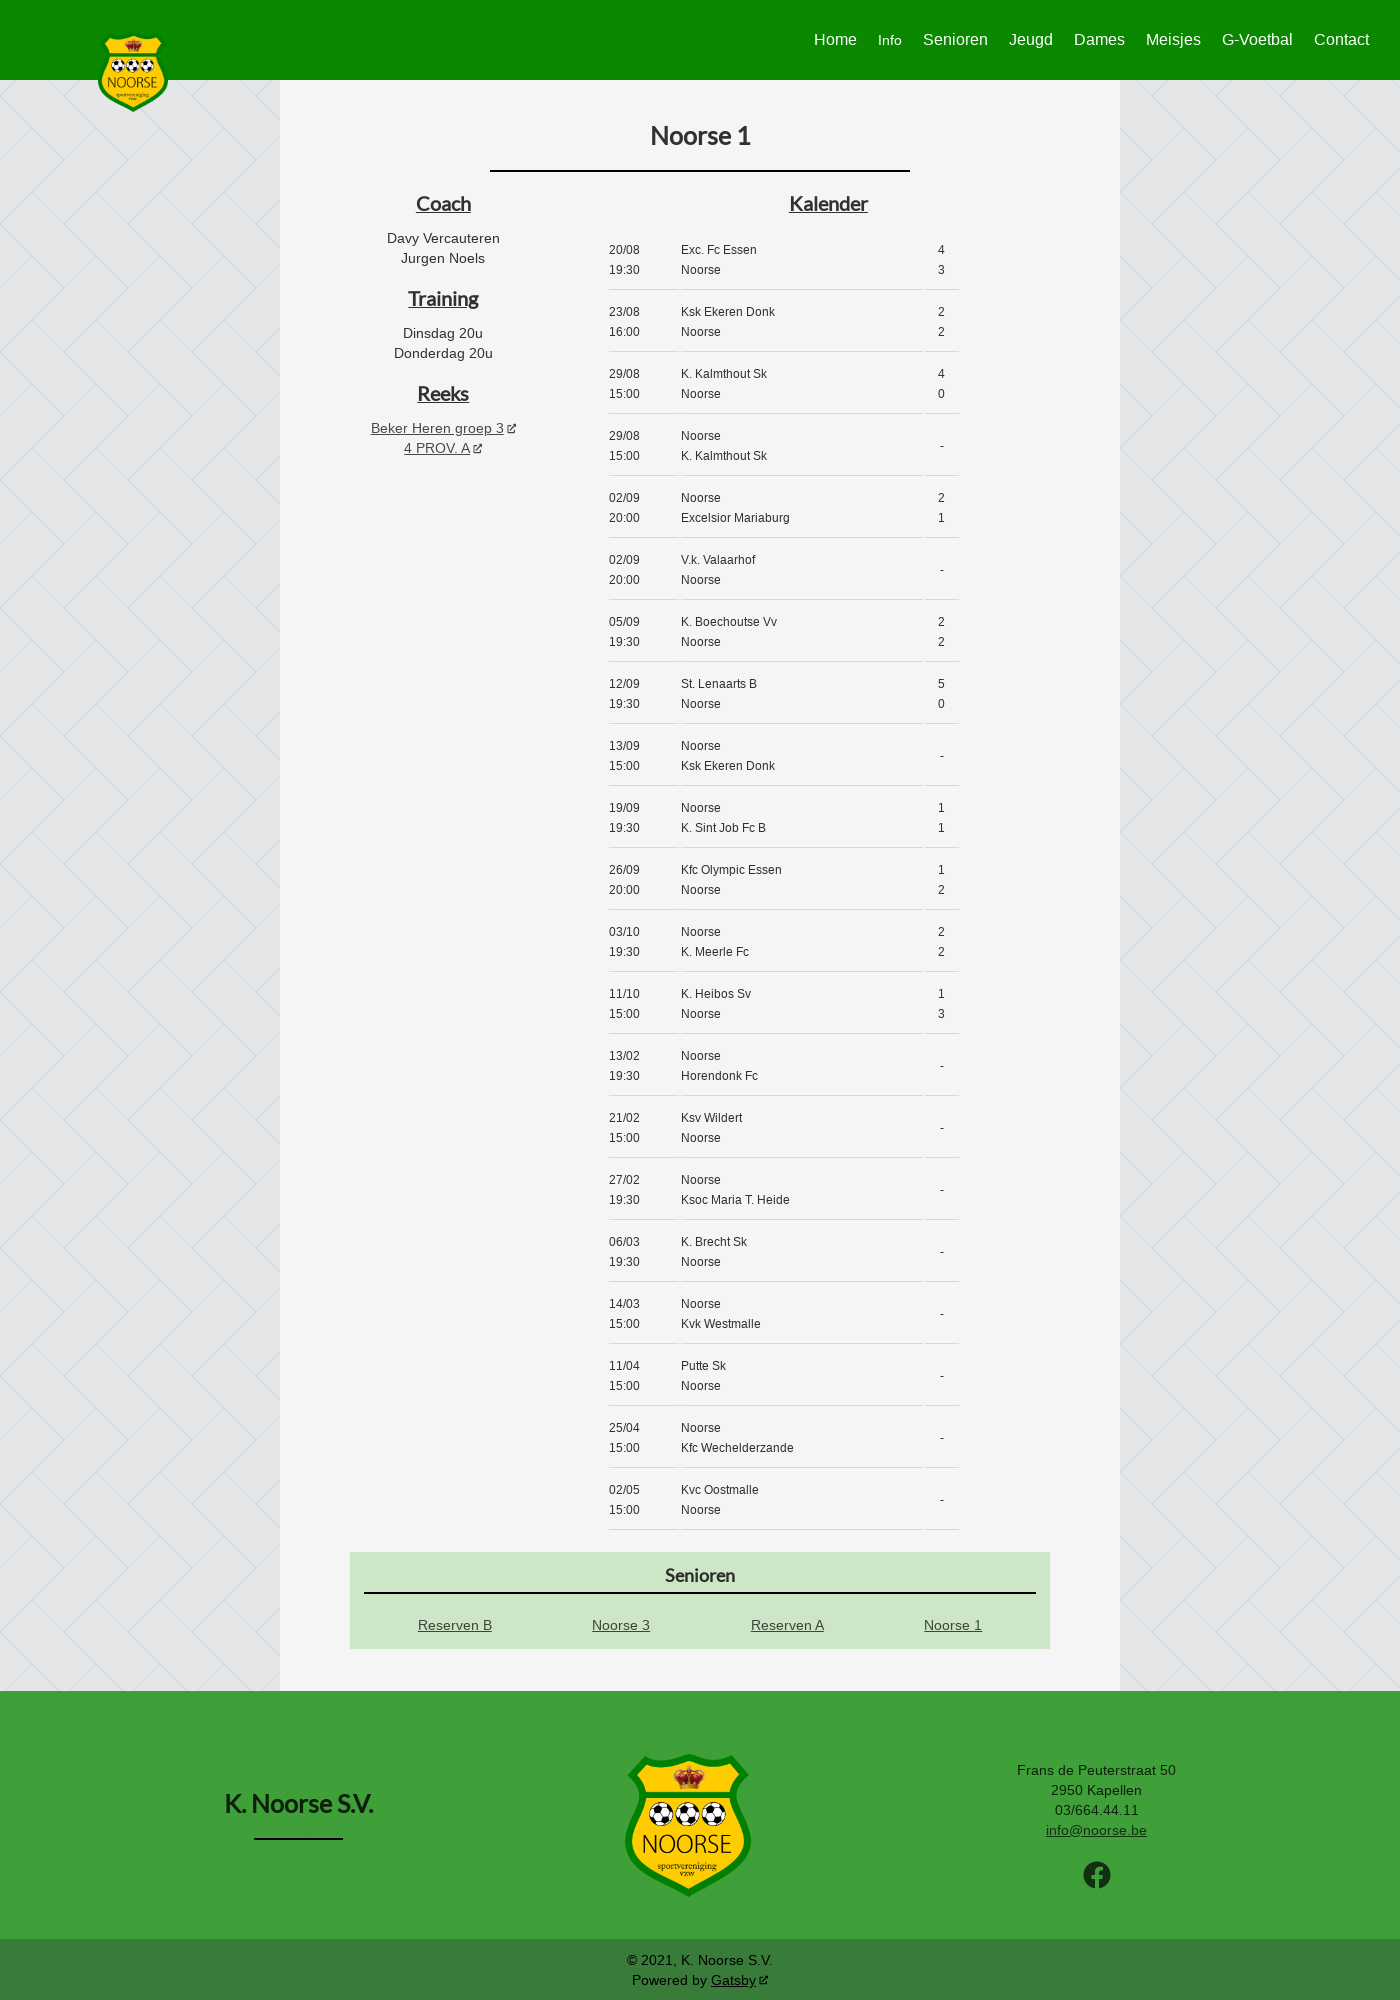 NOORSE
sportvereniging
vzw
Home Info Senioren Jeugd Dames Meisjes G-Voetbal Contact
Noorse 1
Coach
Davy Vercauteren
Jurgen Noels
Training
Dinsdag 20u
Donderdag 20u
Reeks
Beker Heren groep 3
4 PROV. A
Kalender
20/08 Exc. Fc Essen 4
19:30 Noorse 3
23/08 Ksk Ekeren Donk 2
16:00 Noorse 2
29/08 K. Kalmthout Sk 4
15:00 Noorse 0
29/08 Noorse
-
15:00 K. Kalmthout Sk
02/09 Noorse 2
20:00 Excelsior Mariaburg 1
02/09 V.k. Valaarhof
-
20:00 Noorse
05/09 K. Boechoutse Vv 2
19:30 Noorse 2
12/09 St. Lenaarts B 5
19:30 Noorse 0
13/09 Noorse
-
15:00 Ksk Ekeren Donk
19/09 Noorse 1
19:30 K. Sint Job Fc B 1
26/09 Kfc Olympic Essen 1
20:00 Noorse 2
03/10 Noorse 2
19:30 K. Meerle Fc 2
11/10 K. Heibos Sv 1
15:00 Noorse 3
13/02 Noorse
-
19:30 Horendonk Fc
21/02 Ksv Wildert
-
15:00 Noorse
27/02 Noorse
-
19:30 Ksoc Maria T. Heide
06/03 K. Brecht Sk
-
19:30 Noorse
14/03 Noorse
-
15:00 Kvk Westmalle
11/04 Putte Sk
-
15:00 Noorse
25/04 Noorse
-
15:00 Kfc Wechelderzande
02/05 Kvc Oostmalle
-
15:00 Noorse
Senioren
Reserven B Noorse 3 Reserven A Noorse 1
K. Noorse S.V.
NOORSE
sportvereniging
vzw
Frans de Peuterstraat 50
2950 Kapellen
03/664.44.11
info@noorse.be
© 2021, K. Noorse S.V.
Powered by Gatsby